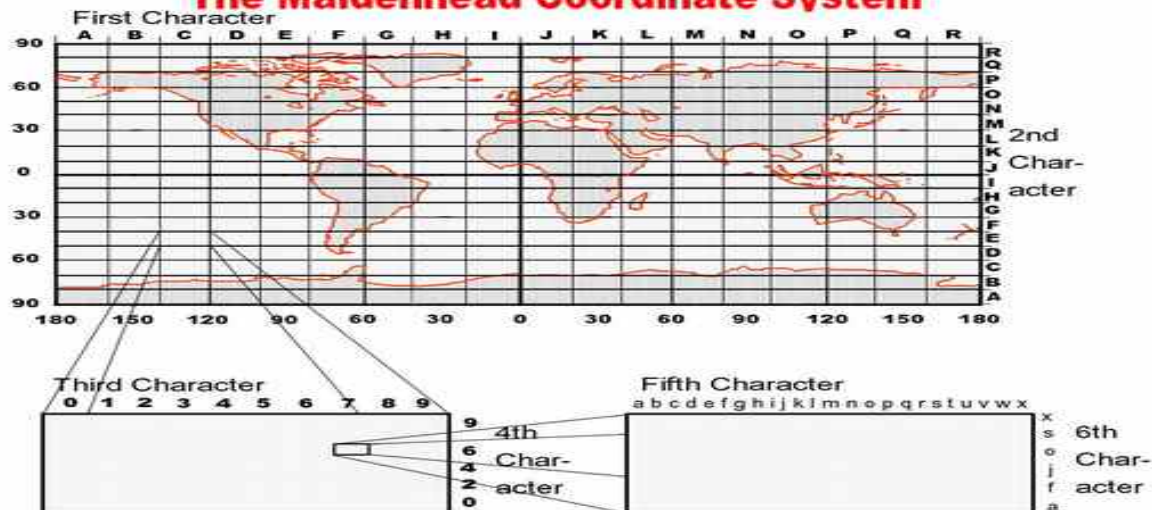 The Maidenhead Coordinate System
First Character
A B C D E F G H I J K L M N O P Q R
90
60
30
0
30
60
90
R
Q
P
O
N
M
L
K
J
I
H
G
F
E
D
C
B
A
2nd
Char-
acter
180 150 120 90 60 30 0 30 60 90 120 150 180
Third Character
0 1 2 3 4 5 6 7 8 9
9
6
4
2
0
4th
Char-
acter
Fifth Character
a b c d e f g h i j k l m n o p q r s t u v w x
x
s
o
j
f
a
6th
Char-
acter